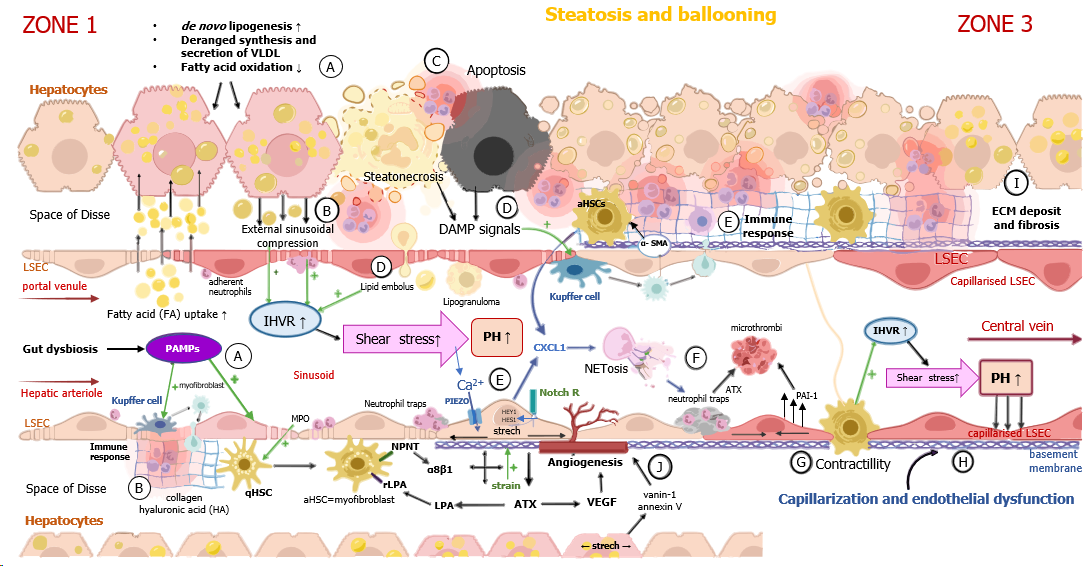 Steatosis and ballooning
ZONE 1
ZONE 3
• de novo lipogenesis ↑
• Deranged synthesis and
secretion of VLDL
• Fatty acid oxidation ↓
A
C
Apoptosis
Hepatocytes
Steatonecrosis
I
Space of Disse
B
External sinusoidal
compression
D
DAMP signals
aHSCs
α- SMA
E
Immune
response
ECM deposit
and fibrosis
LSEC
portal venule
adherent
neutrophils
D
Lipid embolus
Lipogranuloma
Kupffer cell
LSEC
Capillarised LSEC
+
+
+
+
Fatty acid (FA) uptake ↑
IHVR ↑
Shear stress↑
PH ↑
microthrombi
IHVR ↑
Central vein
Gut dysbiosis
PAMPs
A
CXCL1
NETosis
F
+
Sinusoid
Ca2+
E
Shear stress↑
PH ↑
Hepatic arteriole
+
myofibroblast
+
Kupffer cell
PIEZO
Notch R
neutrophil traps
ATX
PAI-1
LSEC
MPO
Neutrophil traps
HEY1
HES1
strech
capillarised LSEC
Immune
response
+
NPNT
α8β1
Angiogenesis
J
G
Contractillity
H
basement
membrane
Space of Disse
B
collagen
hyaluronic acid (HA)
qHSC
rLPA
aHSC=myofibroblast
+
strain
LPA
ATX
VEGF
vanin-1
annexin V
Capillarization and endothelial dysfunction
Hepatocytes
← strech →